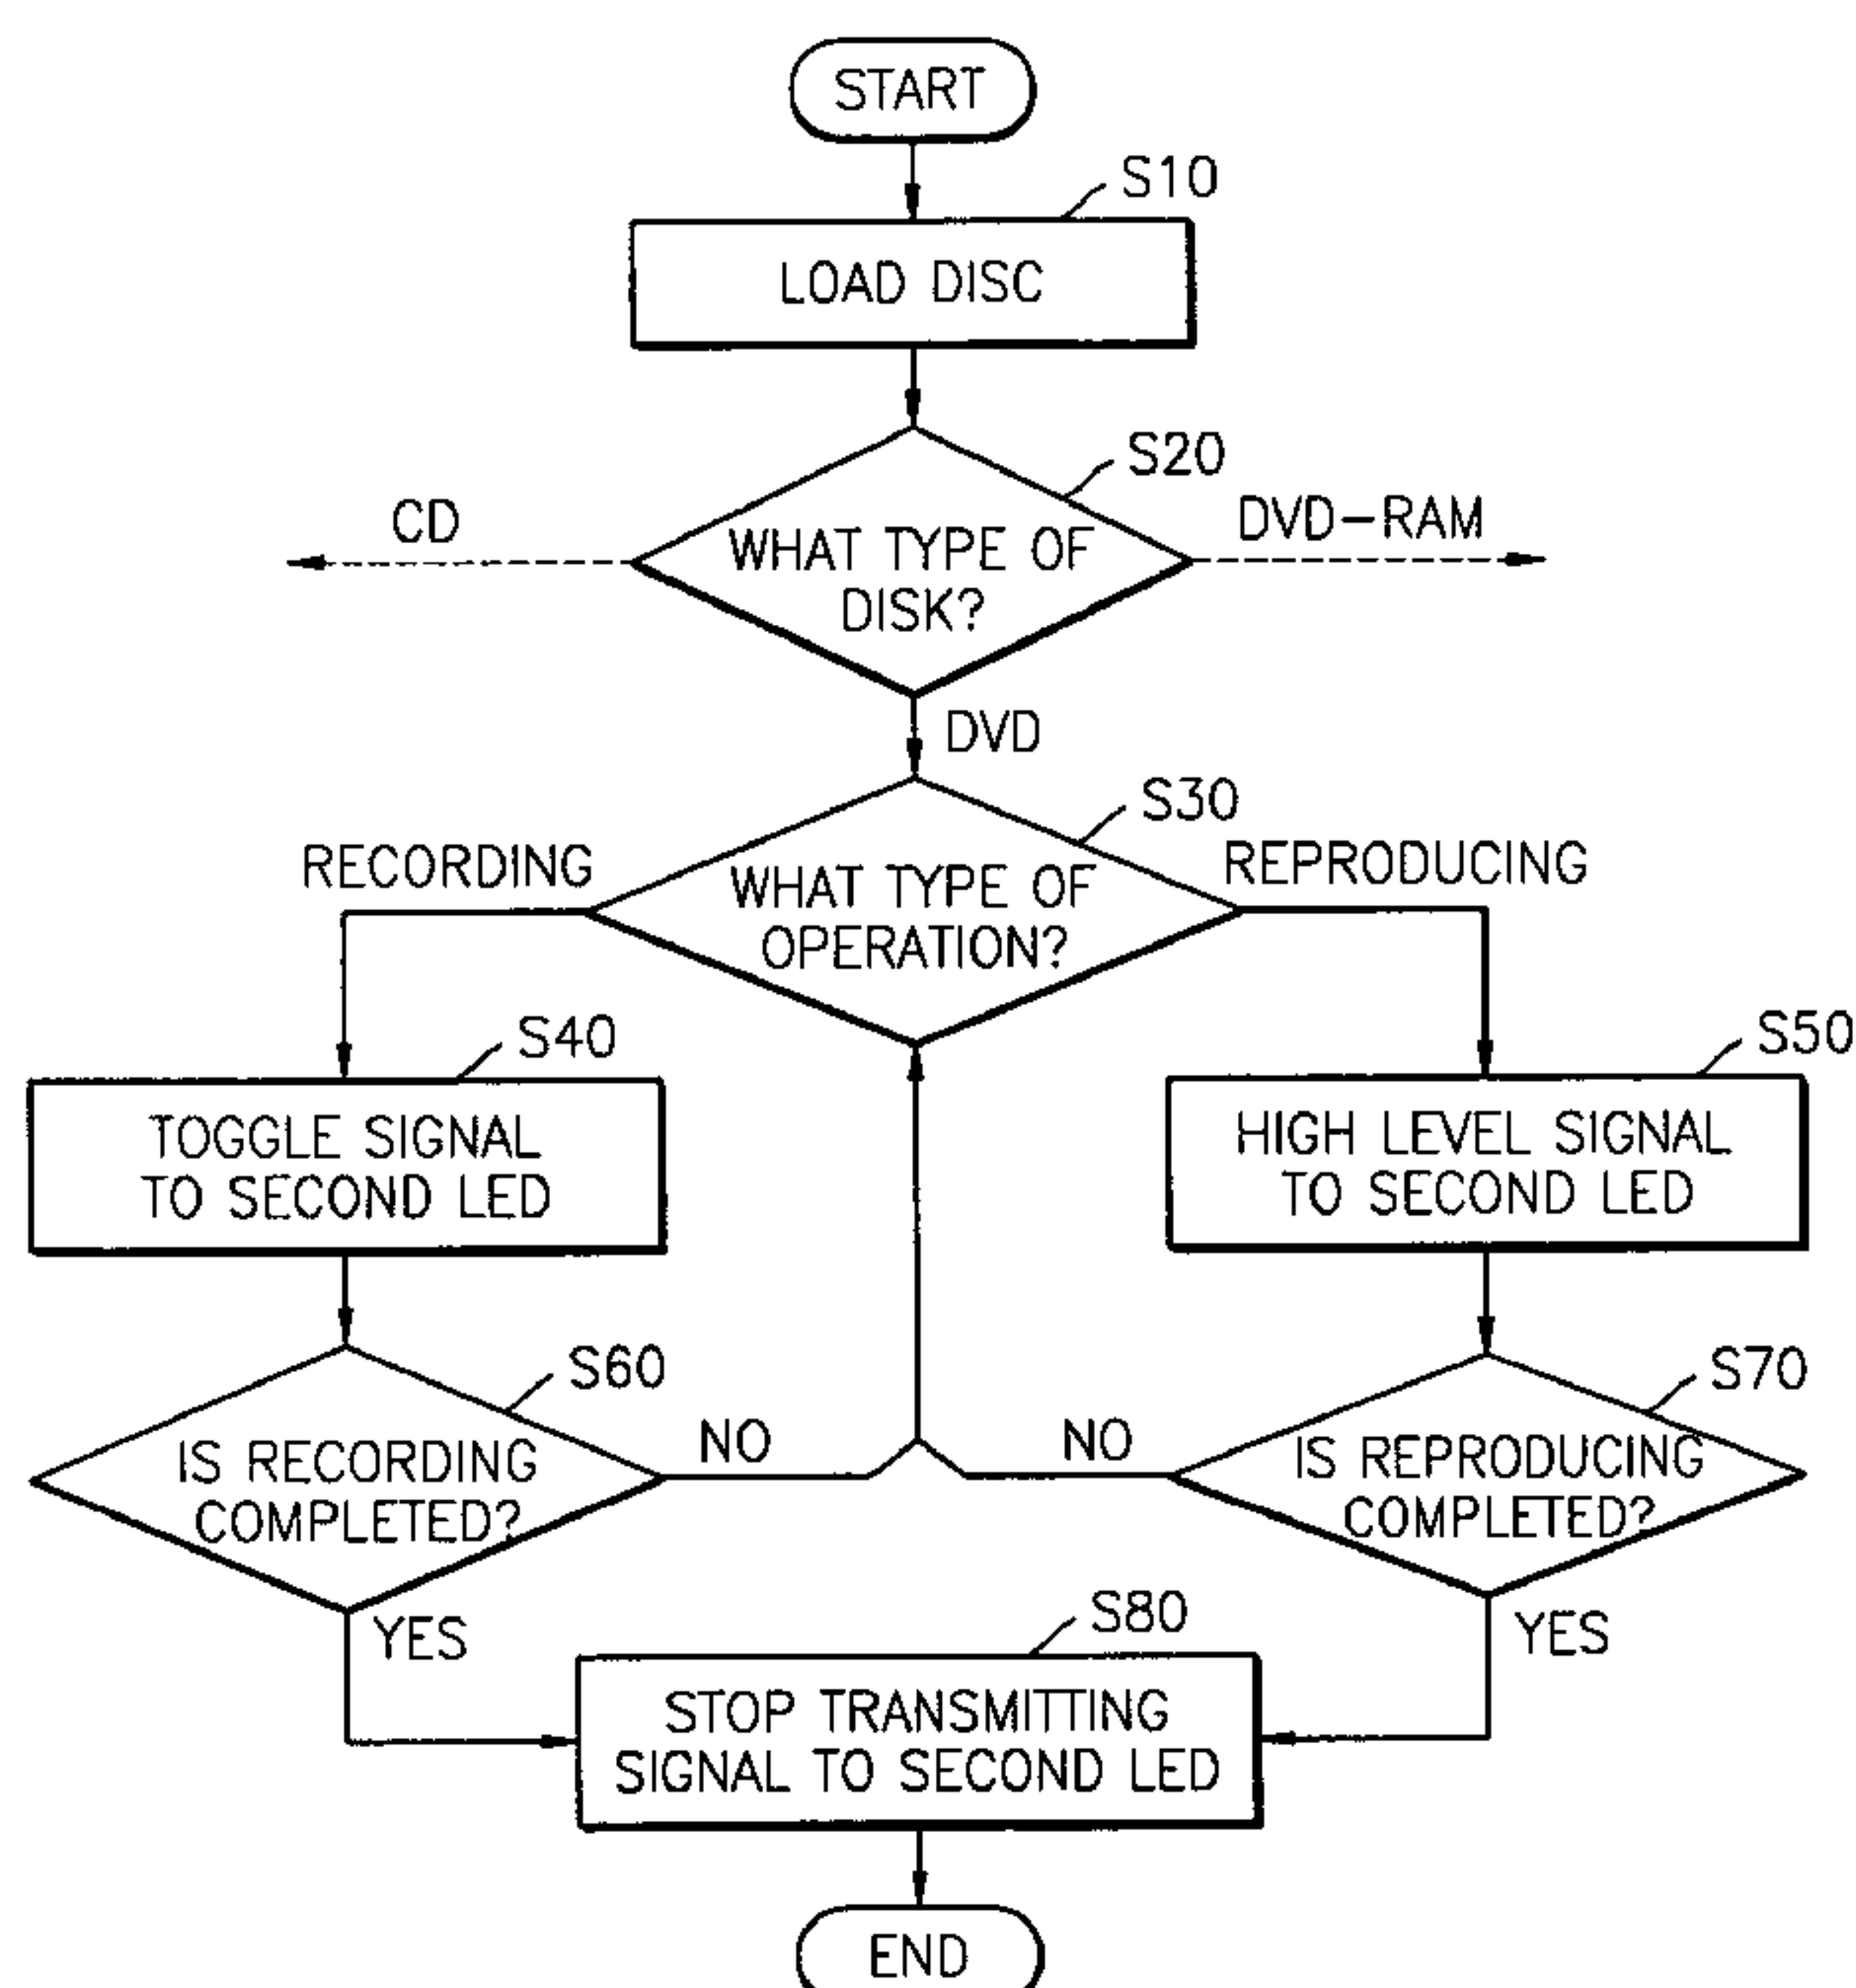 START
S10
LOAD DISC
S20
CD
DVD-RAM
WHAT TYPE OF
DISK?
DVD
S30
RECORDING
REPRODUCING
WHAT TYPE OF
OPERATION?
S40
S50
TOGGLE SIGNAL
TO SECOND LED
HIGH LEVEL SIGNAL
TO SECOND LED
S60
S70
NO
NO
IS RECORDING
COMPLETED?
IS REPRODUCING
COMPLETED?
YES
S80
YES
STOP TRANSMITTING
SIGNAL TO SECOND LED
END